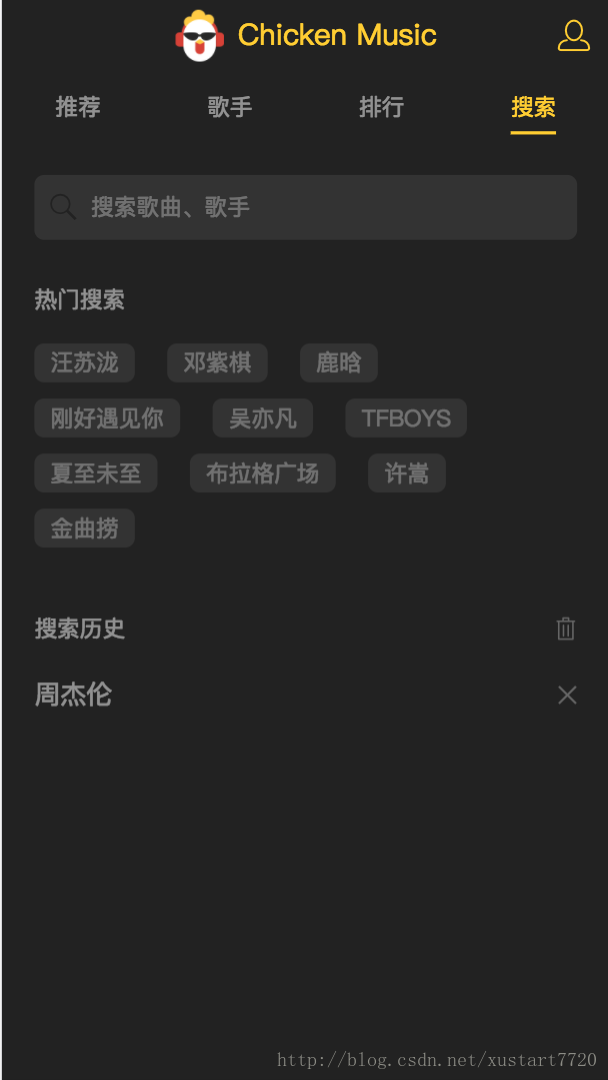 Chicken Music
推荐 歌手 排行 搜索
搜索歌曲、歌手
热门搜索
汪苏泷 邓紫棋 鹿晗
刚好遇见你 吴亦凡 TFBOYS
夏至未至 布拉格广场 许嵩
金曲捞
搜索历史
周杰伦
http://blog.csdn.net/xustart7720